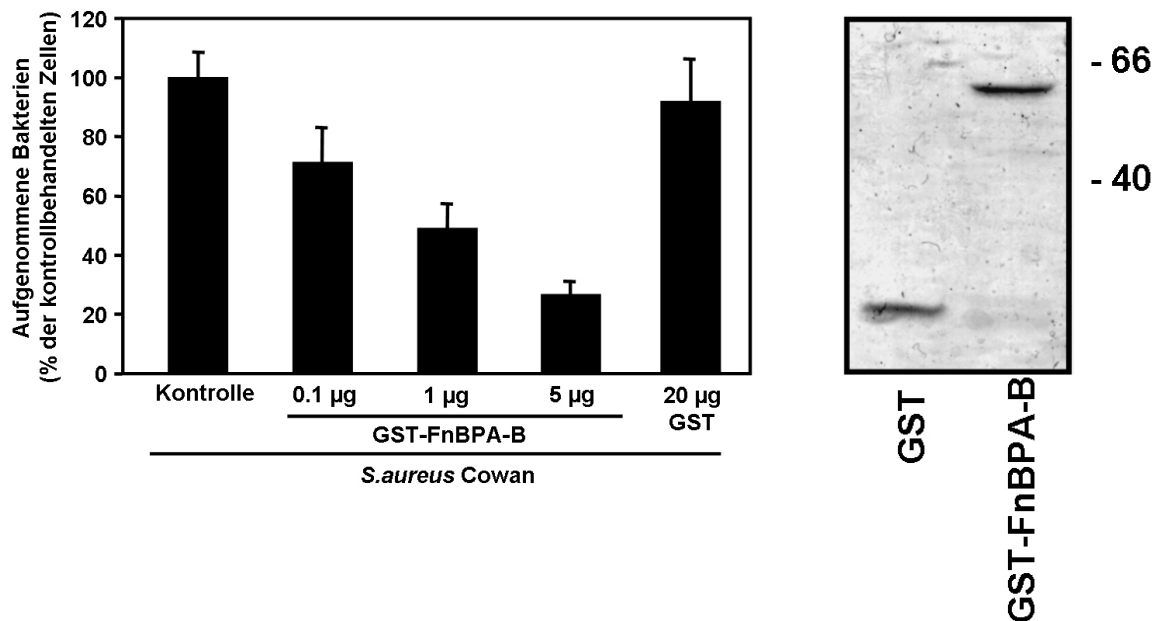 Aufgenommene Bakterien
(% der kontrollbehandelten Zellen)
120
100
80
60
40
20
0
Kontrolle
0.1 µg
1 µg
5 µg
20 µg
GST
GST-FnBPA-B
S.aureus Cowan
- 66
- 40
GST
GST-FnBPA-B